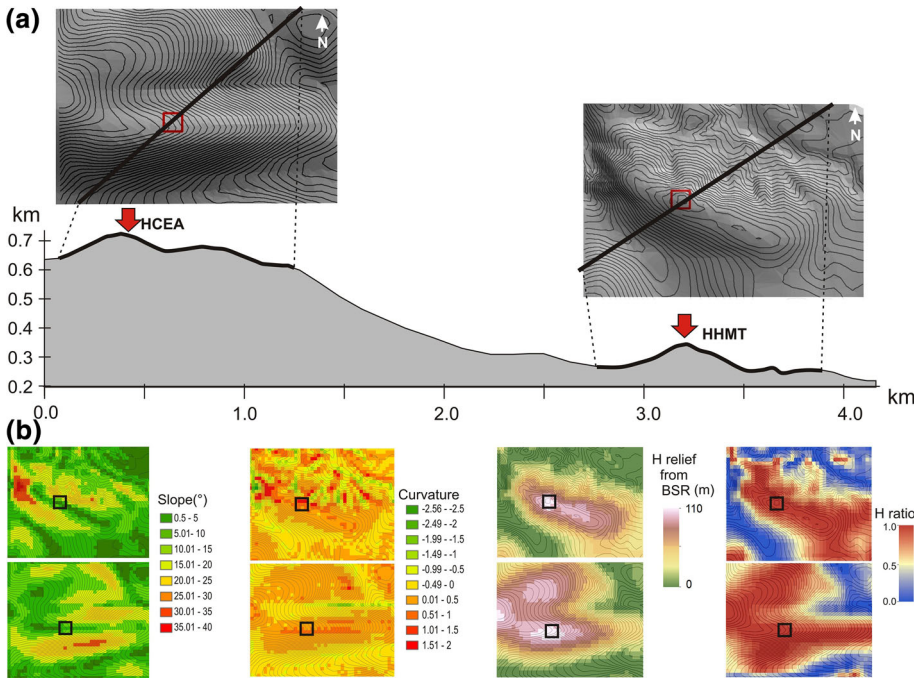 (a)
N
N
km
HCEA
0.7
0.6
0.5
0.4
0.3
0.2
HHMT
0.0
1.0
2.0
3.0
4.0
km
(b)
Slope(°)
0.5 - 5
5.01 - 10
10.01 - 15
15.01 - 20
20.01 - 25
25.01 - 30
30.01 - 35
35.01 - 40
Curvature
-2.56 - -2.5
-2.49 - -2
-1.99 - -1.5
-1.49 - -1
-0.99 - -0.5
-0.49 - 0
0.01 - 0.5
0.51 - 1
1.01 - 1.5
1.51 - 2
H relief
from
BSR (m)
110
0
H ratio
1.0
0.5
0.0